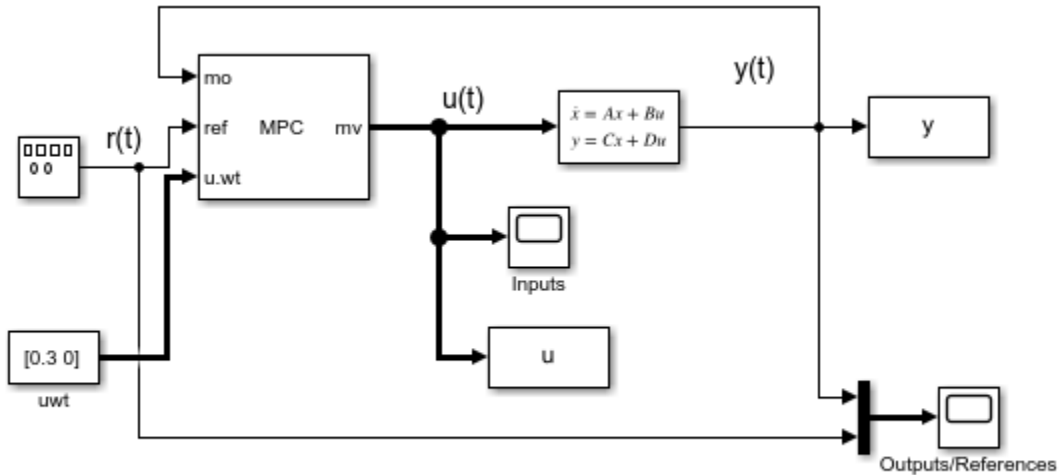 y(t)
u(t)
mo
r(t)
ref
MPC
mv
u.wt
ẋ = Ax + Bu
y = Cx + Du
y
Inputs
[0.3 0]
uwt
u
Outputs/References